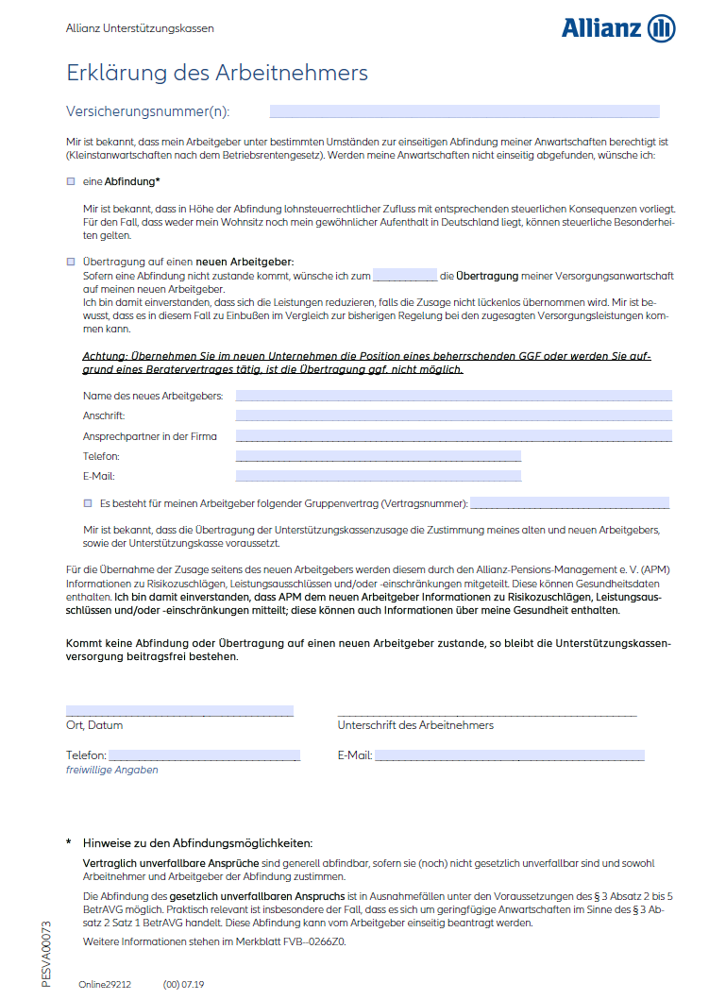 Allianz Unterstützungskassen
Allianz
Erklärung des Arbeitnehmers
Versicherungsnummer(n):
Mir ist bekannt, dass mein Arbeitgeber unter bestimmten Umständen zur einseitigen Abfindung meiner Anwartschaften berechtigt ist
(Kleinstanwartschaften nach dem Betriebsrentengesetz). Werden meine Anwartschaften nicht einseitig abgefunden, wünsche ich:
eine Abfindung*
Mir ist bekannt, dass in Höhe der Abfindung lohnsteuerrechtlicher Zufluss mit entsprechenden steuerlichen Konsequenzen vorliegt.
Für den Fall, dass weder mein Wohnsitz noch mein gewöhnlicher Aufenthalt in Deutschland liegt, können steuerliche Besonderhei-
ten gelten.
Übertragung auf einen neuen Arbeitgeber:
Sofern eine Abfindung nicht zustande kommt, wünsche ich zum ____________ die Übertragung meiner Versorgungsanwartschaft
auf meinen neuen Arbeitgeber.
Ich bin damit einverstanden, dass sich die Leistungen reduzieren, falls die Zusage nicht lückenlos übernommen wird. Mir ist be-
wusst, dass es in diesem Fall zu Einbußen im Vergleich zur bisherigen Regelung bei den zugesagten Versorgungsleistungen kom-
men kann.
Achtung: Übernehmen Sie im neuen Unternehmen die Position eines beherrschenden GGF oder werden Sie auf-
grund eines Beratervertrages tätig, ist die Übertragung ggf. nicht möglich.
Name des neues Arbeitgebers:
Anschrift:
Ansprechpartner in der Firma
Telefon:
E-Mail:
Es besteht für meinen Arbeitgeber folgender Gruppenvertrag (Vertragsnummer):
Mir ist bekannt, dass die Übertragung der Unterstützungskassenzusage die Zustimmung meines alten und neuen Arbeitgebers,
sowie der Unterstützungskasse voraussetzt.
Für die Übernahme der Zusage seitens des neuen Arbeitgebers werden diesem durch den Allianz-Pensions-Management e. V. (APM)
Informationen zu Risikozuschlägen, Leistungsausschlüssen und/oder -einschränkungen mitgeteilt. Diese können Gesundheitsdaten
enthalten. Ich bin damit einverstanden, dass APM dem neuen Arbeitgeber Informationen zu Risikozuschlägen, Leistungsaus-
schlüssen und/oder -einschränkungen mitteilt; diese können auch Informationen über meine Gesundheit enthalten.
Kommt keine Abfindung oder Übertragung auf einen neuen Arbeitgeber zustande, so bleibt die Unterstützungskassen-
versorgung beitragsfrei bestehen.
Ort, Datum Unterschrift des Arbeitnehmers
Telefon: E-Mail:
freiwillige Angaben
* Hinweise zu den Abfindungsmöglichkeiten:
Vertraglich unverfallbare Ansprüche sind generell abfindbar, sofern sie (noch) nicht gesetzlich unverfallbar sind und sowohl
Arbeitnehmer und Arbeitgeber der Abfindung zustimmen.
Die Abfindung des gesetzlich unverfallbaren Anspruchs ist in Ausnahmefällen unter den Voraussetzungen des § 3 Absatz 2 bis 5
BetrAVG möglich. Praktisch relevant ist insbesondere der Fall, dass es sich um geringfügige Anwartschaften im Sinne des § 3 Ab-
satz 2 Satz 1 BetrAVG handelt. Diese Abfindung kann vom Arbeitgeber einseitig beantragt werden.
Weitere Informationen stehen im Merkblatt FVB--0266Z0.
PESVA00073
Online29212 (00) 07.19